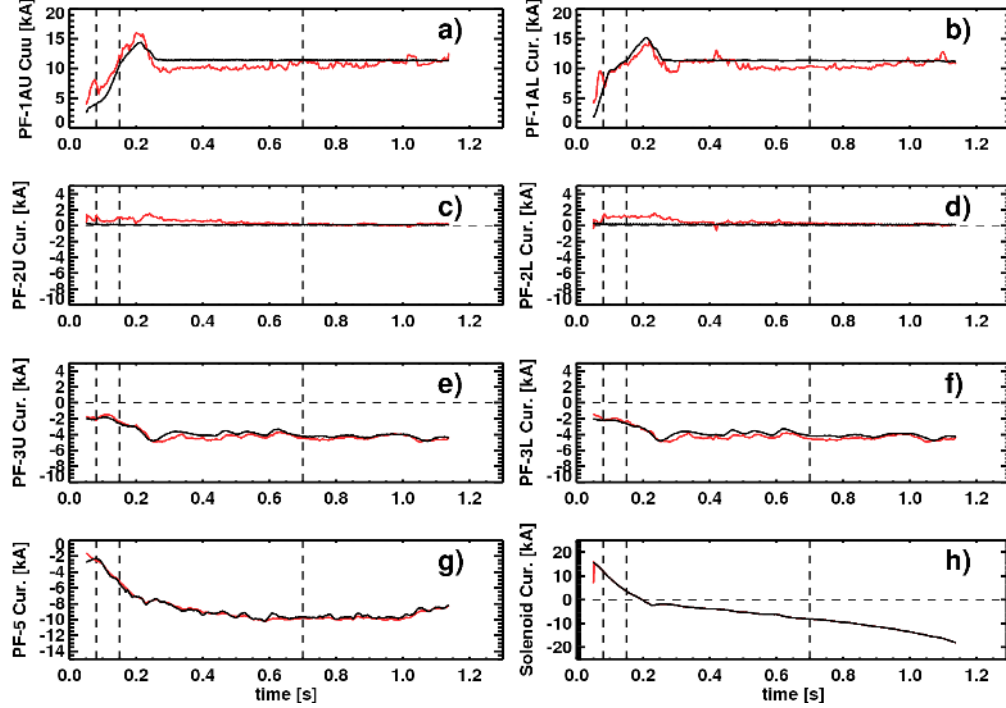 PF-1AU Cuu [kA]
20
15
10
5
0
a)
0.0 0.2 0.4 0.6 0.8 1.0 1.2
PF-1AL Cur. [kA]
20
15
10
5
0
b)
0.0 0.2 0.4 0.6 0.8 1.0 1.2
PF-2U Cur. [kA]
4
2
0
-2
-4
-6
-8
-10
c)
0.0 0.2 0.4 0.6 0.8 1.0 1.2
PF-2L Cur. [kA]
4
2
0
-2
-4
-6
-8
-10
d)
0.0 0.2 0.4 0.6 0.8 1.0 1.2
PF-3U Cur. [kA]
4
2
0
-2
-4
-6
-8
-10
e)
0.0 0.2 0.4 0.6 0.8 1.0 1.2
PF-3L Cur. [kA]
4
2
0
-2
-4
-6
-8
-10
f)
0.0 0.2 0.4 0.6 0.8 1.0 1.2
PF-5 Cur. [kA]
0
-2
-4
-6
-8
-10
-12
-14
g)
0.0 0.2 0.4 0.6 0.8 1.0 1.2
time [s]
Solenoid Cur. [kA]
20
10
0
-10
-20
h)
0.0 0.2 0.4 0.6 0.8 1.0 1.2
time [s]